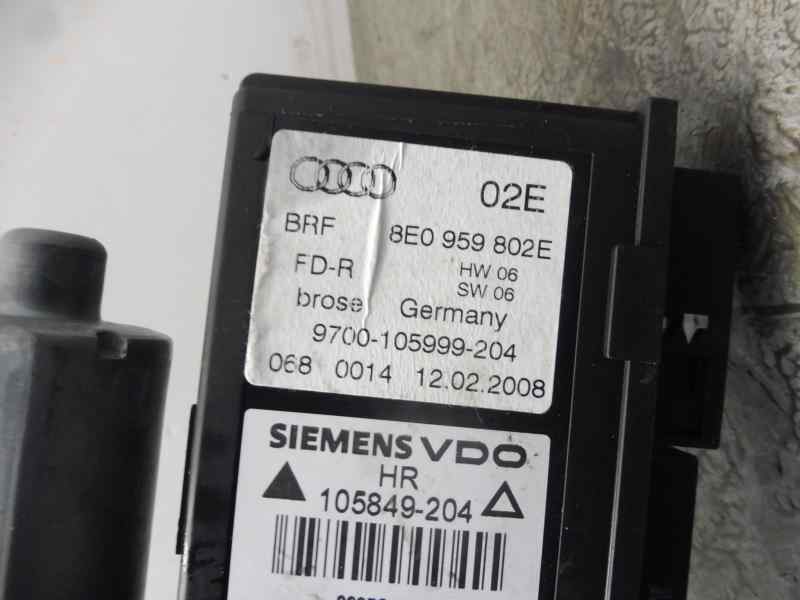 02E
BRF 8E0 959 802E
FD-R HW 06
SW 06
brose Germany
9700-105999-204
068 0014 12.02.2008
SIEMENS VDO
HR
105849-204